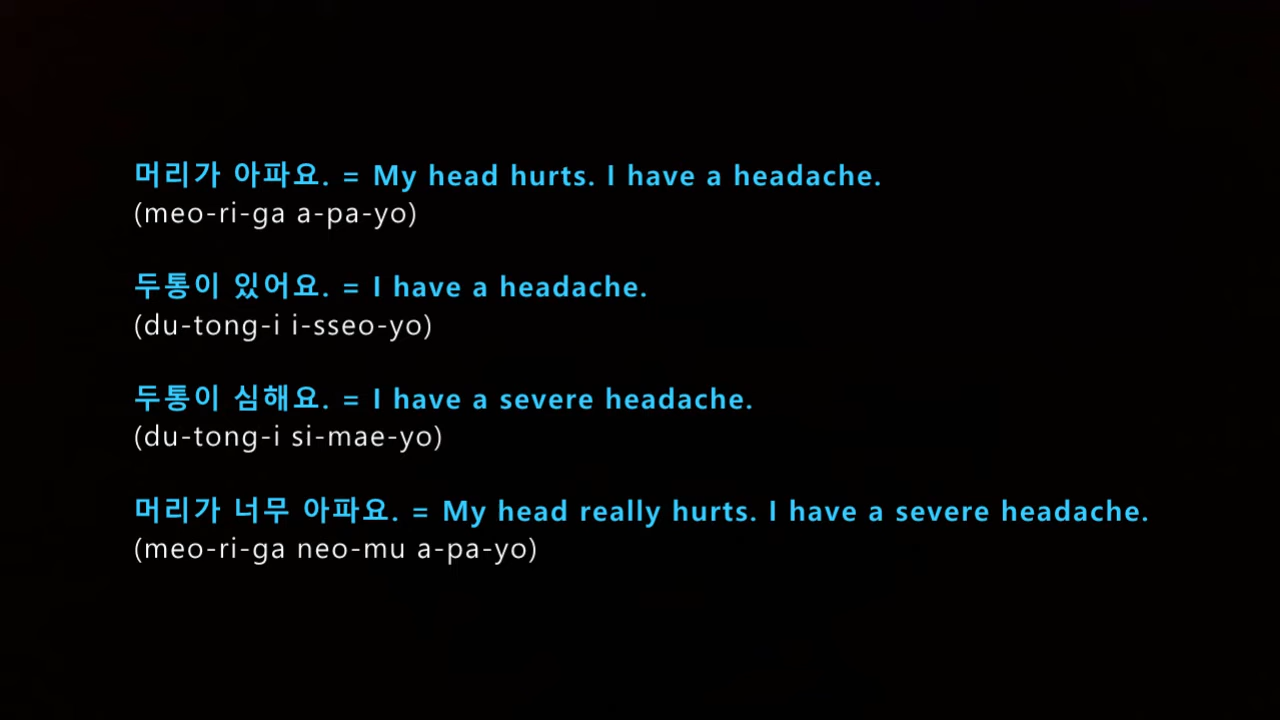 머리가 아파요. = My head hurts. I have a headache.
(meo-ri-ga a-pa-yo)
두통이 있어요. = I have a headache.
(du-tong-i i-sseo-yo)
두통이 심해요. = I have a severe headache.
(du-tong-i si-mae-yo)
머리가 너무 아파요. = My head really hurts. I have a severe headache.
(meo-ri-ga neo-mu a-pa-yo)